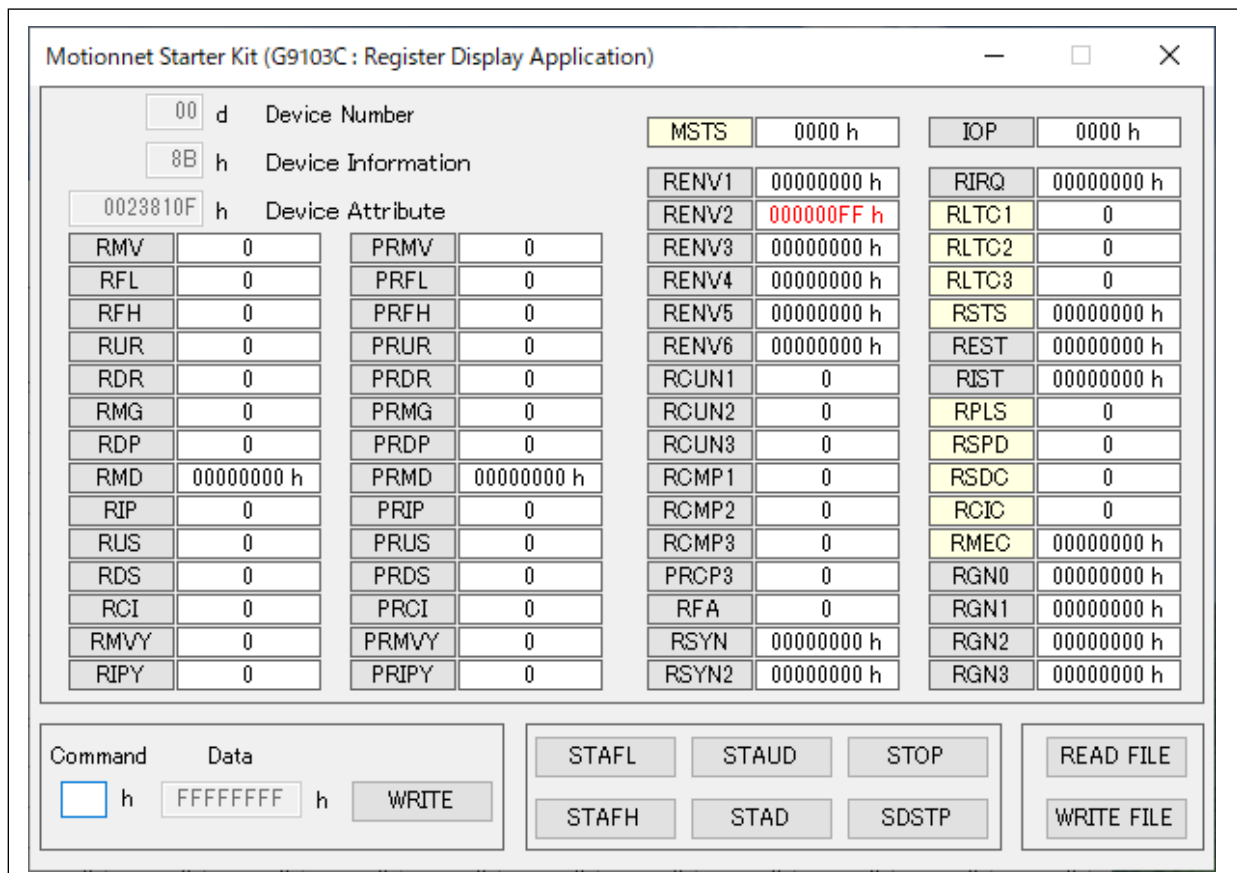 Motionnet Starter Kit (G9103C : Register Display Application)
00 d Device Number
8B h Device Information
0023810F h Device Attribute
MSTS 0000 h IOP 0000 h
RENV1 00000000 h RIRQ 00000000 h
RENV2 000000FF h RLTC1 0
RMV 0 PRMV 0 RENV3 00000000 h RLTC2 0
RFL 0 PRFL 0 RENV4 00000000 h RLTC3 0
RFH 0 PRFH 0 RENV5 00000000 h RSTS 00000000 h
RUR 0 PRUR 0 RENV6 00000000 h REST 00000000 h
RDR 0 PRDR 0 RCUN1 0 RIST 00000000 h
RMG 0 PRMG 0 RCUN2 0 RPLS 0
RDP 0 PRDP 0 RCUN3 0 RSPD 0
RMD 00000000 h PRMD 00000000 h RCMP1 0 RSDC 0
RIP 0 PRIP 0 RCMP2 0 RCIC 0
RUS 0 PRUS 0 RCMP3 0 RMEC 00000000 h
RDS 0 PRDS 0 PRCP3 0 RGN0 00000000 h
RCI 0 PRCI 0 RFA 0 RGN1 00000000 h
RMVY 0 PRMVY 0 RSYN 00000000 h RGN2 00000000 h
RIPY 0 PRIPY 0 RSYN2 00000000 h RGN3 00000000 h
Command Data
h FFFFFFFF h WRITE
STAFL STAUD STOP
STAFH STAD SDSTP
READ FILE
WRITE FILE